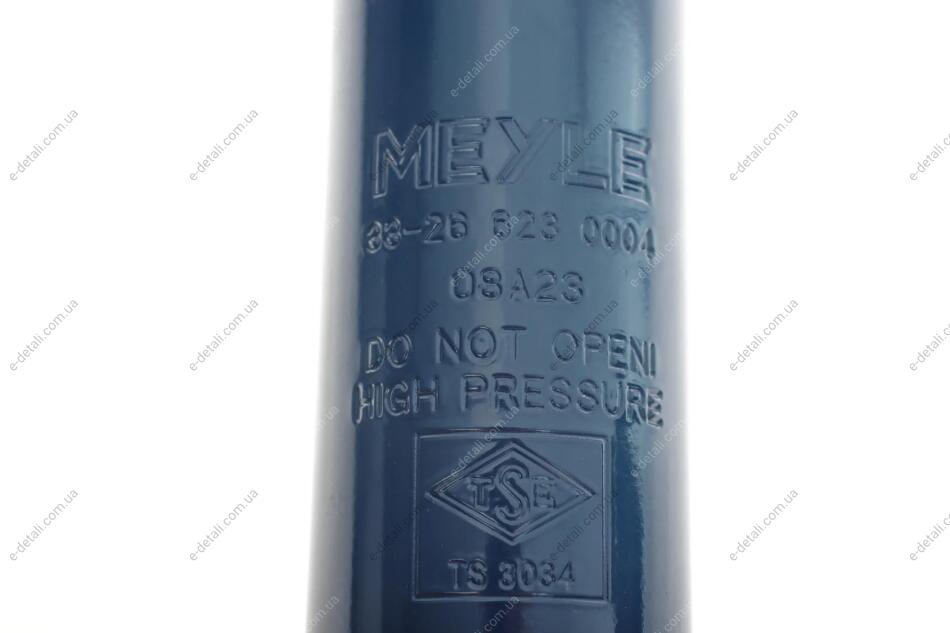 MEYLE
36-26 623 0004
08A23
DO NOT OPEN!
HIGH PRESSURE
TSE
TS 3034
e-detali.com.ua